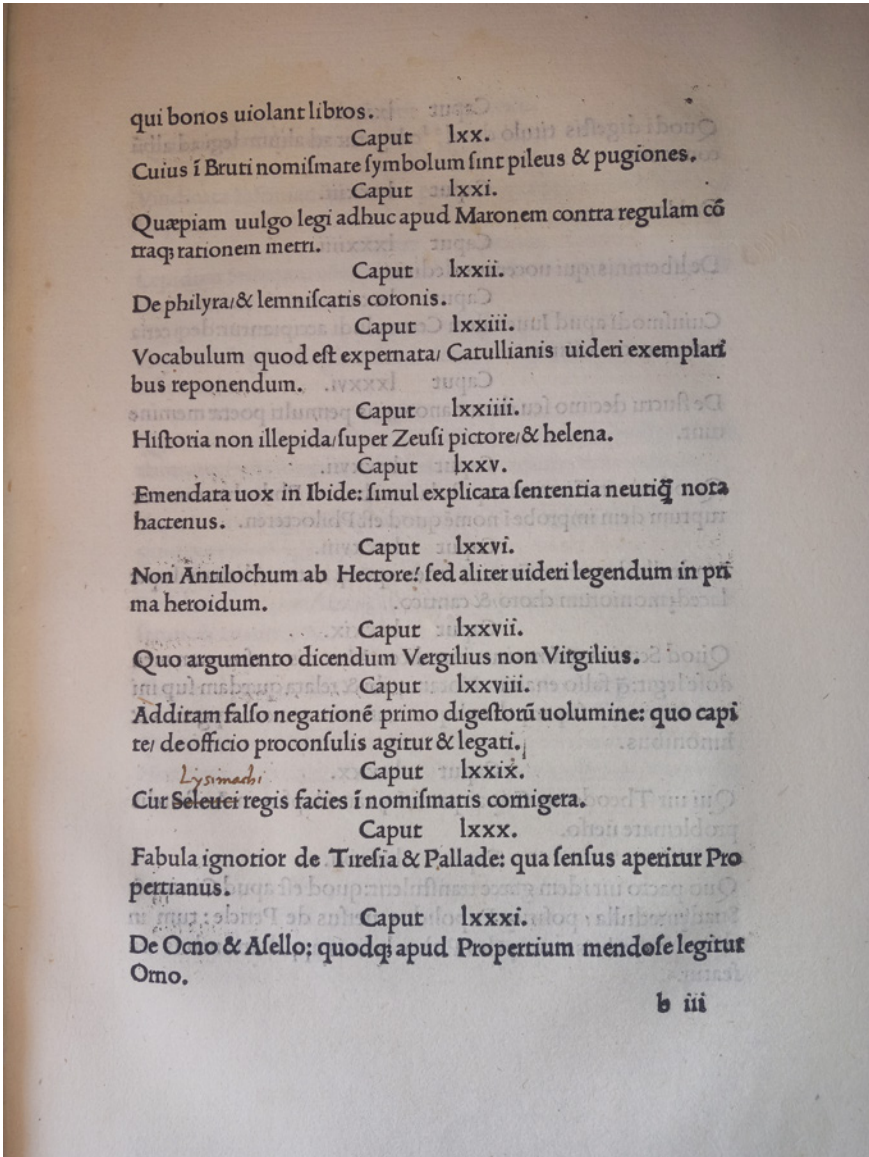 qui bonos uiolant libros.
Caput lxx.
Cuius ī Bruti nomiſmate ſymbolum ſint pileus & pugiones.
Caput lxxi.
Quæpiam uulgo legi adhuc apud Maronem contra regulam cō
traqȝ rationem metri.
Caput lxxii.
De philyra/& lemniſcatis coronis.
Caput lxxiii.
Vocabulum quod eſt expernata/ Catullianis uideri exemplari
bus reponendum.
Caput lxxiiii.
Hiſtoria non illepida/ſuper Zeuſi pictore/& helena.
Caput lxxv.
Emendata uox in Ibide: ſimul explicata ſententia neutiq̄ nota
hactenus.
Caput lxxvi.
Non Antilochum ab Hectore/ ſed aliter uideri legendum in pri
ma heroidum.
Caput lxxvii.
Quo argumento dicendum Vergilius non Virgilius.
Caput lxxviii.
Additam falſo negationē primo digeſtorū uolumine: quo capi
te/ de officio proconſulis agitur & legati.
Caput lxxix.
Lysimachi
Cur Seleuci regis facies ī nomiſmatis cornigera.
Caput lxxx.
Fabula ignotior de Tireſia & Pallade: qua ſenſus aperitur Pro
pertianus.
Caput lxxxi.
De Ocno & Aſello: quodqȝ apud Propertium mendoſe legitur
Orno.
b iii